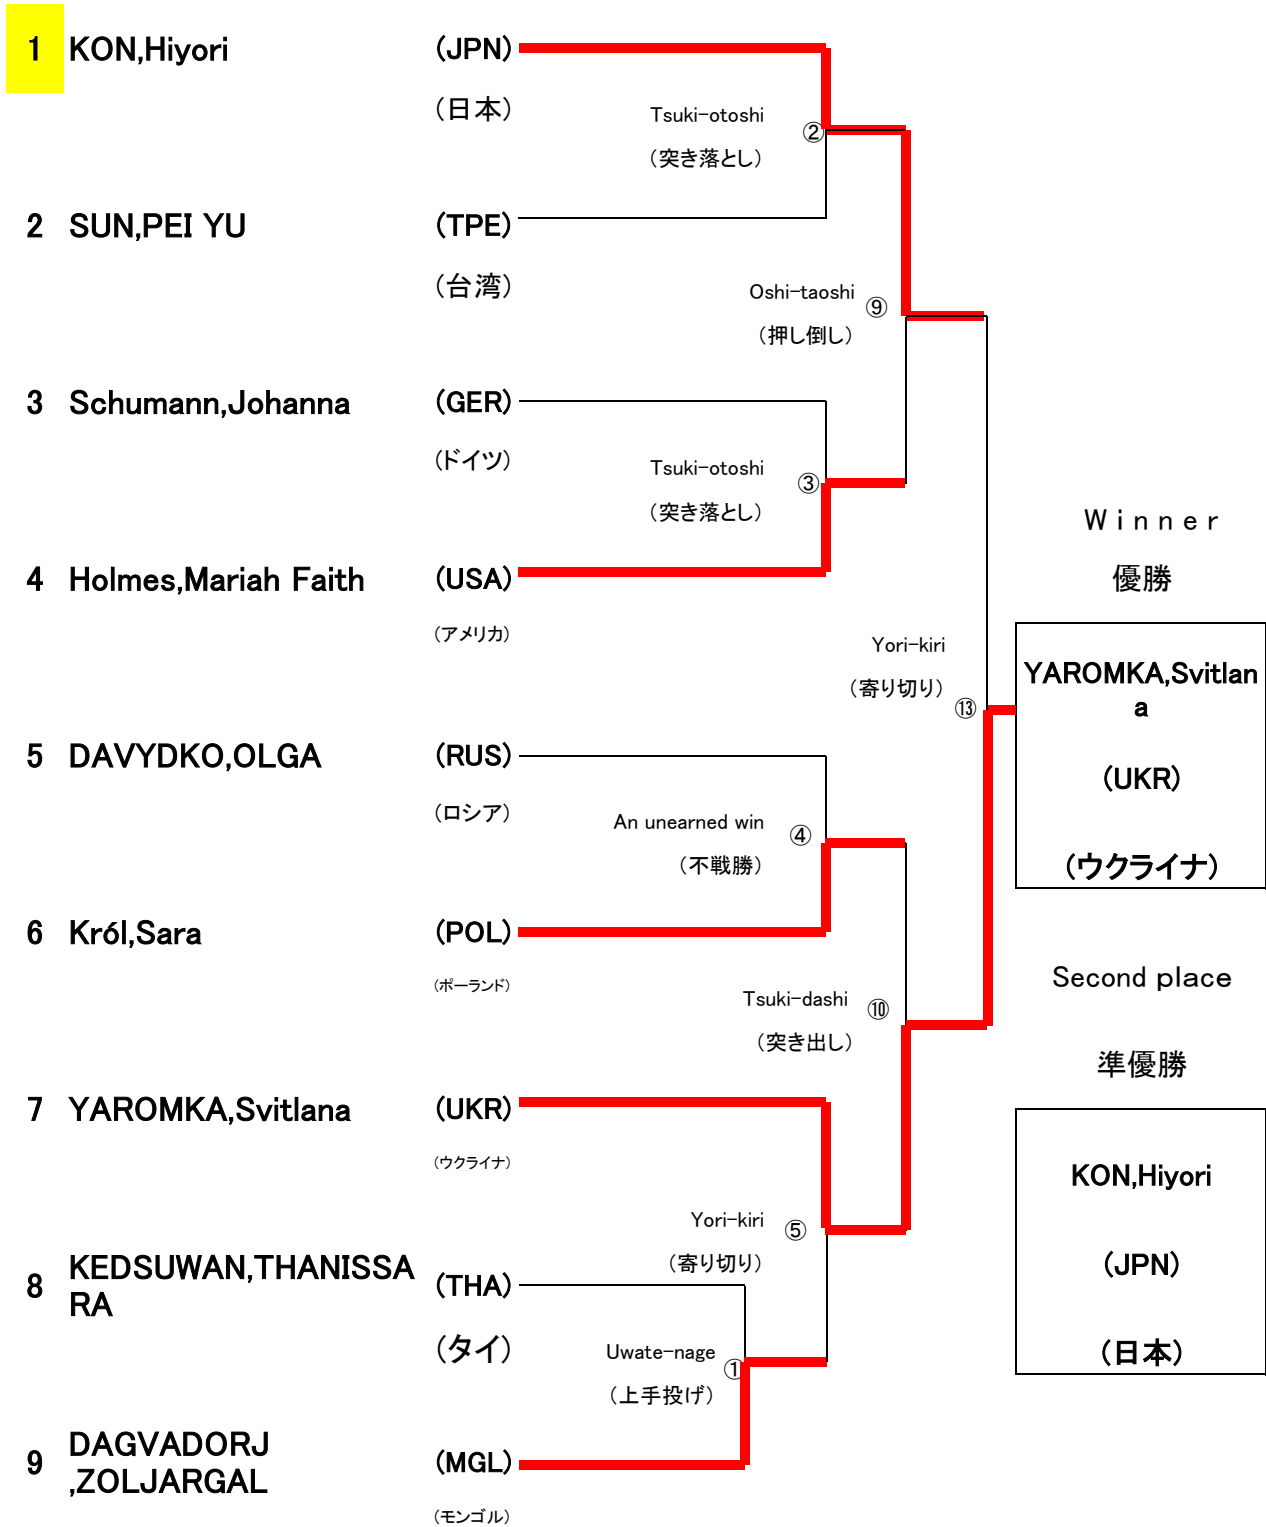 1 KON,Hiyori (JPN)
(日本)
Tsuki-otoshi
②
(突き落とし)
2 SUN,PEI YU (TPE)
(台湾)
Oshi-taoshi
⑨
(押し倒し)
3 Schumann,Johanna (GER)
(ドイツ)
Tsuki-otoshi
③
(突き落とし)
Winner
4 Holmes,Mariah Faith (USA)
優勝
(アメリカ)
Yori-kiri
(寄り切り)
⑬
YAROMKA,Svitlan
a
(UKR)
(ウクライナ)
5 DAVYDKO,OLGA (RUS)
(ロシア)
An unearned win
④
(不戦勝)
6 Król,Sara (POL)
(ポーランド)
Tsuki-dashi
⑩
(突き出し)
Second place
準優勝
7 YAROMKA,Svitlana (UKR)
(ウクライナ)
KON,Hiyori
(JPN)
(日本)
Yori-kiri
⑤
(寄り切り)
8 KEDSUWAN,THANISSA
RA (THA)
(タイ)
Uwate-nage
①
(上手投げ)
9 DAGVADORJ
,ZOLJARGAL (MGL)
(モンゴル)